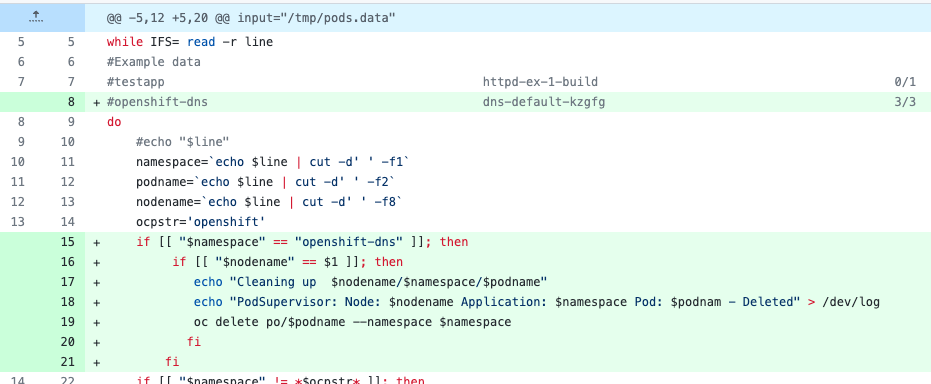 @@ -5,12 +5,20 @@ input="/tmp/pods.data"
5 5 while IFS= read -r line
6 6 #Example data
7 7 #testapp httpd-ex-1-build 0/1
8 + #openshift-dns dns-default-kzgfg 3/3
8 9 do
9 10 #echo "$line"
10 11 namespace=`echo $line | cut -d' ' -f1`
11 12 podname=`echo $line | cut -d' ' -f2`
12 13 nodename=`echo $line | cut -d' ' -f8`
13 14 ocpstr='openshift'
15 + if [[ "$namespace" == "openshift-dns" ]]; then
16 + if [[ "$nodename" == $1 ]]; then
17 + echo "Cleaning up  $nodename/$namespace/$podname"
18 + echo "PodSupervisor: Node: $nodename Application: $namespace Pod: $podnam - Deleted" > /dev/log
19 + oc delete po/$podname --namespace $namespace
20 + fi
21 + fi
14 22 if [[ "$namespace" != *$ocpstr* ]]; then